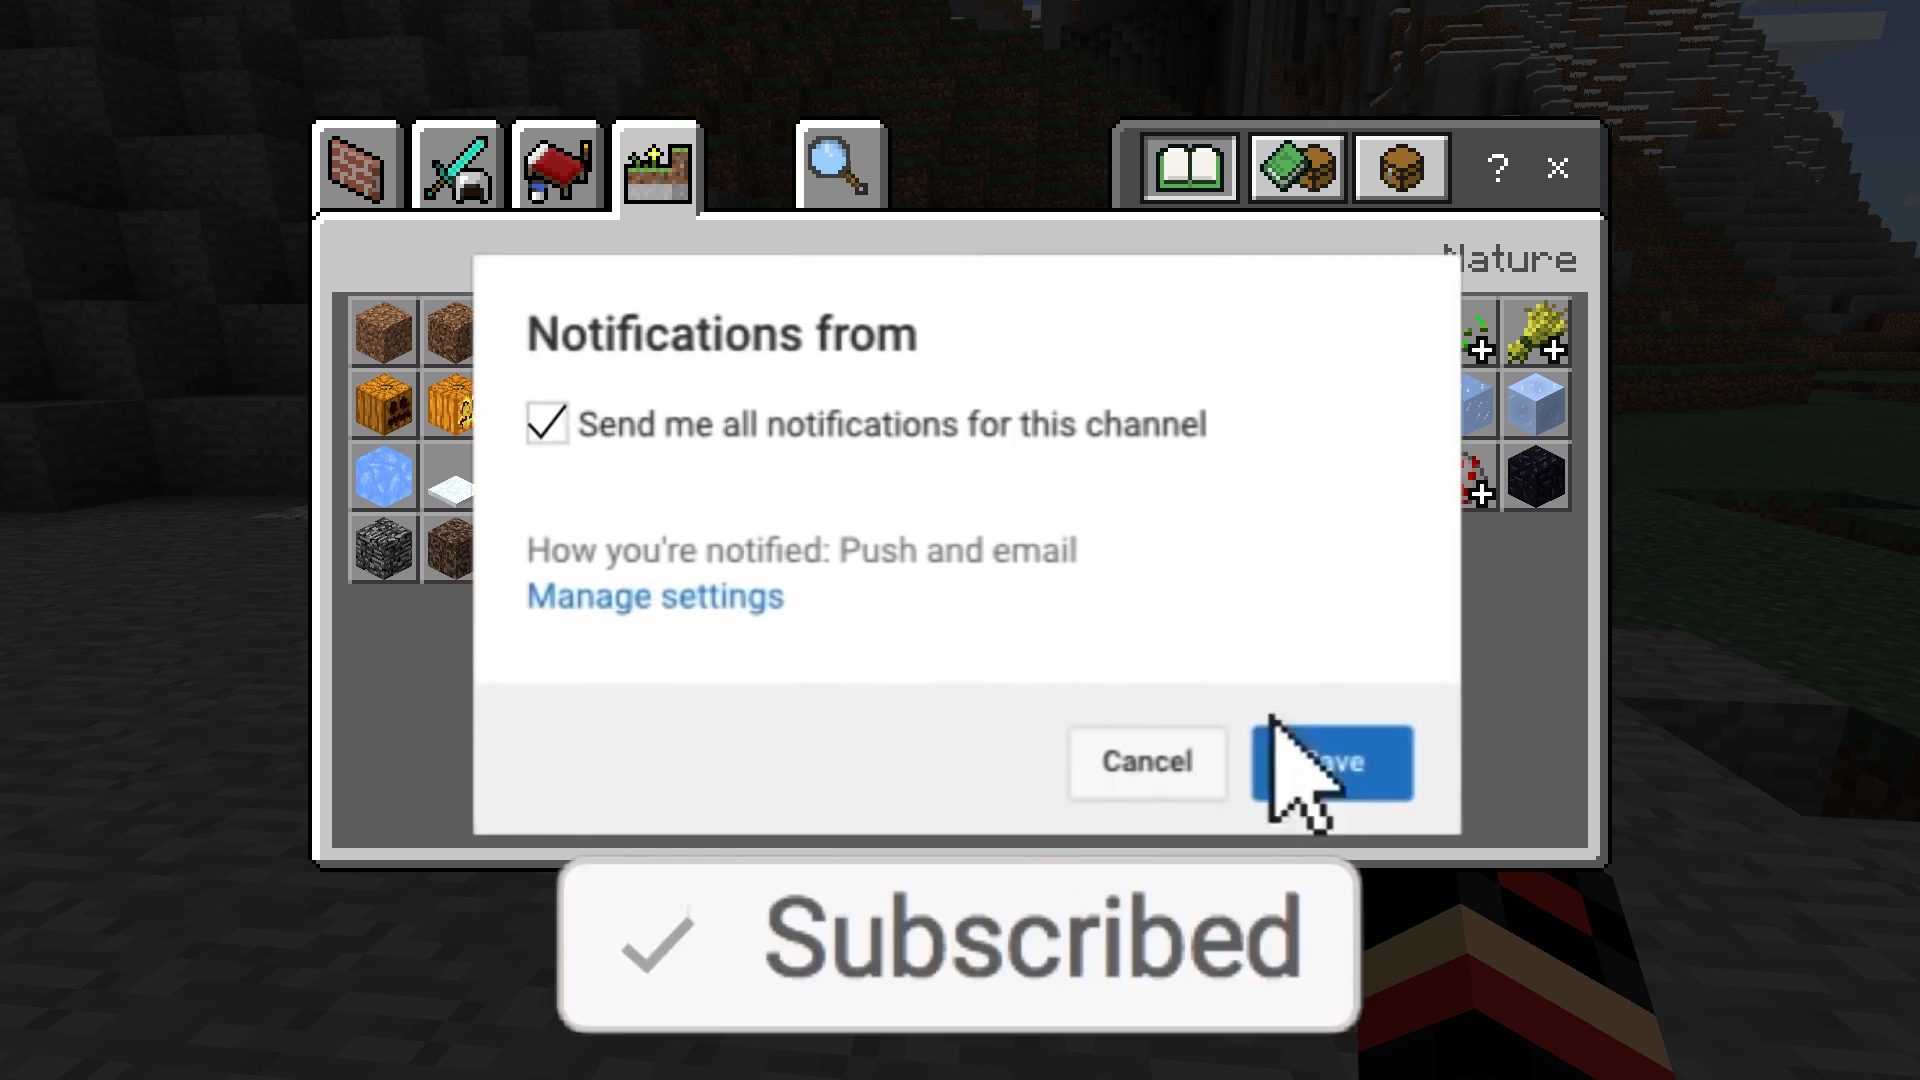 Nature
Notifications from
Send me all notifications for this channel
How you're notified: Push and email
Manage settings
Cancel
Subscribed